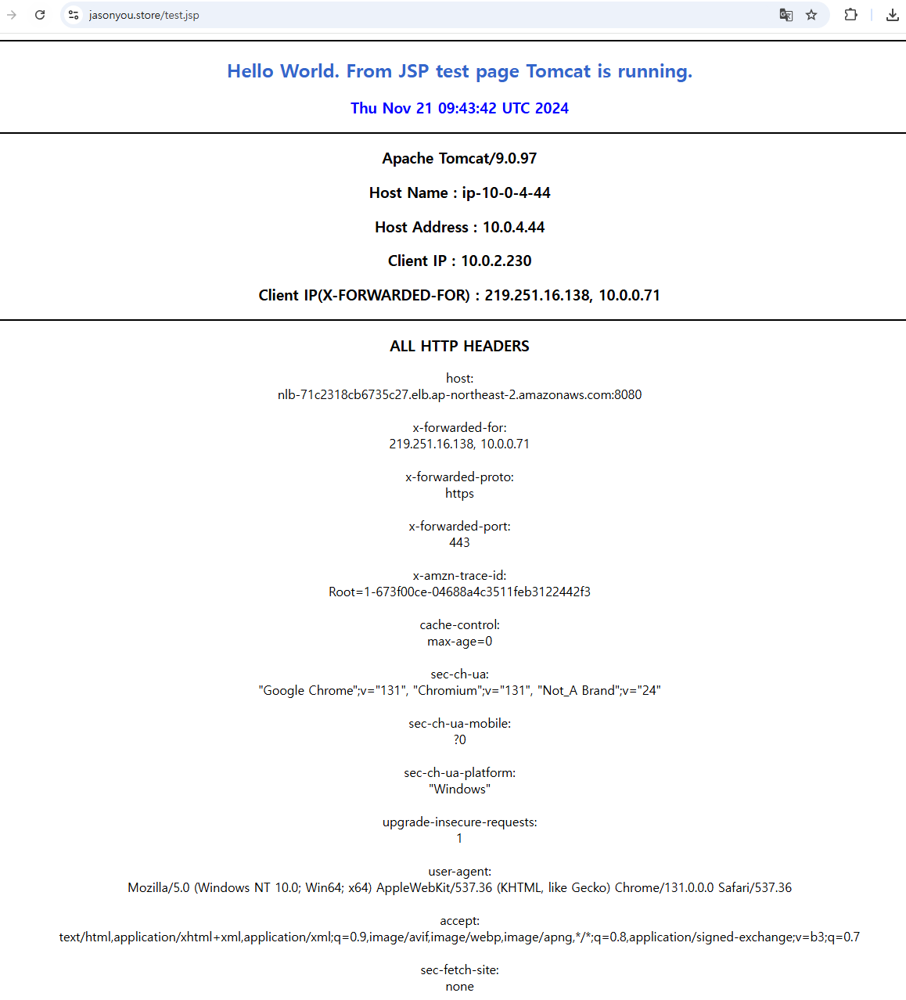 jasonyou.store/test.jsp
Hello World. From JSP test page Tomcat is running.
Thu Nov 21 09:43:42 UTC 2024
Apache Tomcat/9.0.97
Host Name : ip-10-0-4-44
Host Address : 10.0.4.44
Client IP : 10.0.2.230
Client IP(X-FORWARDED-FOR) : 219.251.16.138, 10.0.0.71
ALL HTTP HEADERS
host:
nlb-71c2318cb6735c27.elb.ap-northeast-2.amazonaws.com:8080
x-forwarded-for:
219.251.16.138, 10.0.0.71
x-forwarded-proto:
https
x-forwarded-port:
443
x-amzn-trace-id:
Root=1-673f00ce-04688a4c3511feb3122442f3
cache-control:
max-age=0
sec-ch-ua:
"Google Chrome";v="131", "Chromium";v="131", "Not_A Brand";v="24"
sec-ch-ua-mobile:
?0
sec-ch-ua-platform:
"Windows"
upgrade-insecure-requests:
1
user-agent:
Mozilla/5.0 (Windows NT 10.0; Win64; x64) AppleWebKit/537.36 (KHTML, like Gecko) Chrome/131.0.0.0 Safari/537.36
accept:
text/html,application/xhtml+xml,application/xml;q=0.9,image/avif,image/webp,image/apng,*/*;q=0.8,application/signed-exchange;v=b3;q=0.7
sec-fetch-site:
none